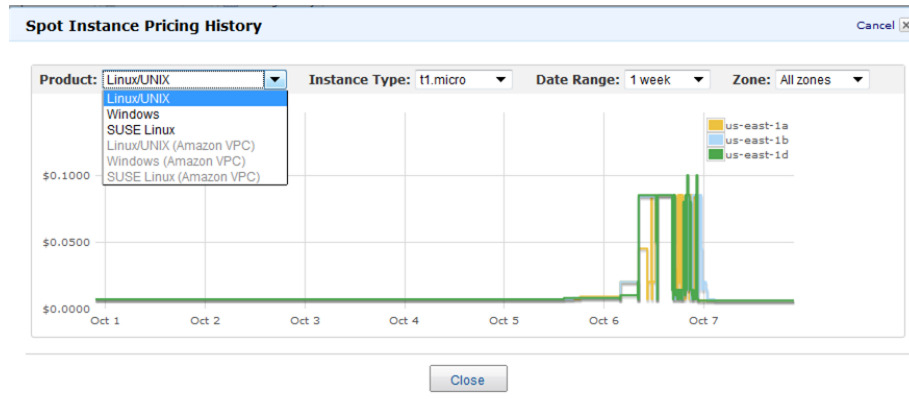 Spot Instance Pricing History
Cancel
Product: Linux/UNIX Instance Type: t1.micro Date Range: 1 week Zone: All zones
Linux/UNIX
Windows
SUSE Linux
Linux/UNIX (Amazon VPC)
Windows (Amazon VPC)
SUSE Linux (Amazon VPC)
us-east-1a
us-east-1b
us-east-1d
$0.1000
$0.0500
$0.0000
Oct 1 Oct 2 Oct 3 Oct 4 Oct 5 Oct 6 Oct 7
Close